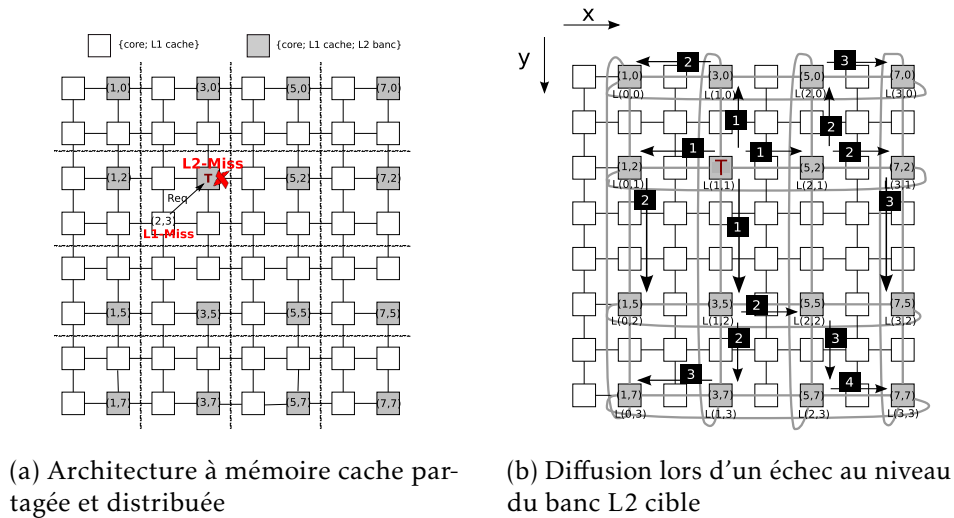 {core; L1 cache}
{core; L1 cache; L2 banc}
(1,0) (3,0) (5,0) (7,0)
L2-Miss
(1,2) T (5,2) (7,2)
Req
(2,3)
L1-Miss
(1,5) (3,5) (5,5) (7,5)
(1,7) (3,7) (5,7) (7,7)
(a) Architecture à mémoire cache par-
tagée et distribuée
x
y
2 3
(1,0) (3,0) (5,0) (7,0)
L(0,0) L(1,0) L(2,0) L(3,0)
1 2
1 1 2
(1,2) T (5,2) (7,2)
L(0,1) L(1,1) L(2,1) L(3,1)
2 1 3
(1,5) (3,5) 2 (5,5) (7,5)
L(0,2) L(1,2) L(2,2) L(3,2)
2 3
3 4
(1,7) (3,7) (5,7) (7,7)
L(0,3) L(1,3) L(2,3) L(3,3)
(b) Diffusion lors d'un échec au niveau
du banc L2 cible